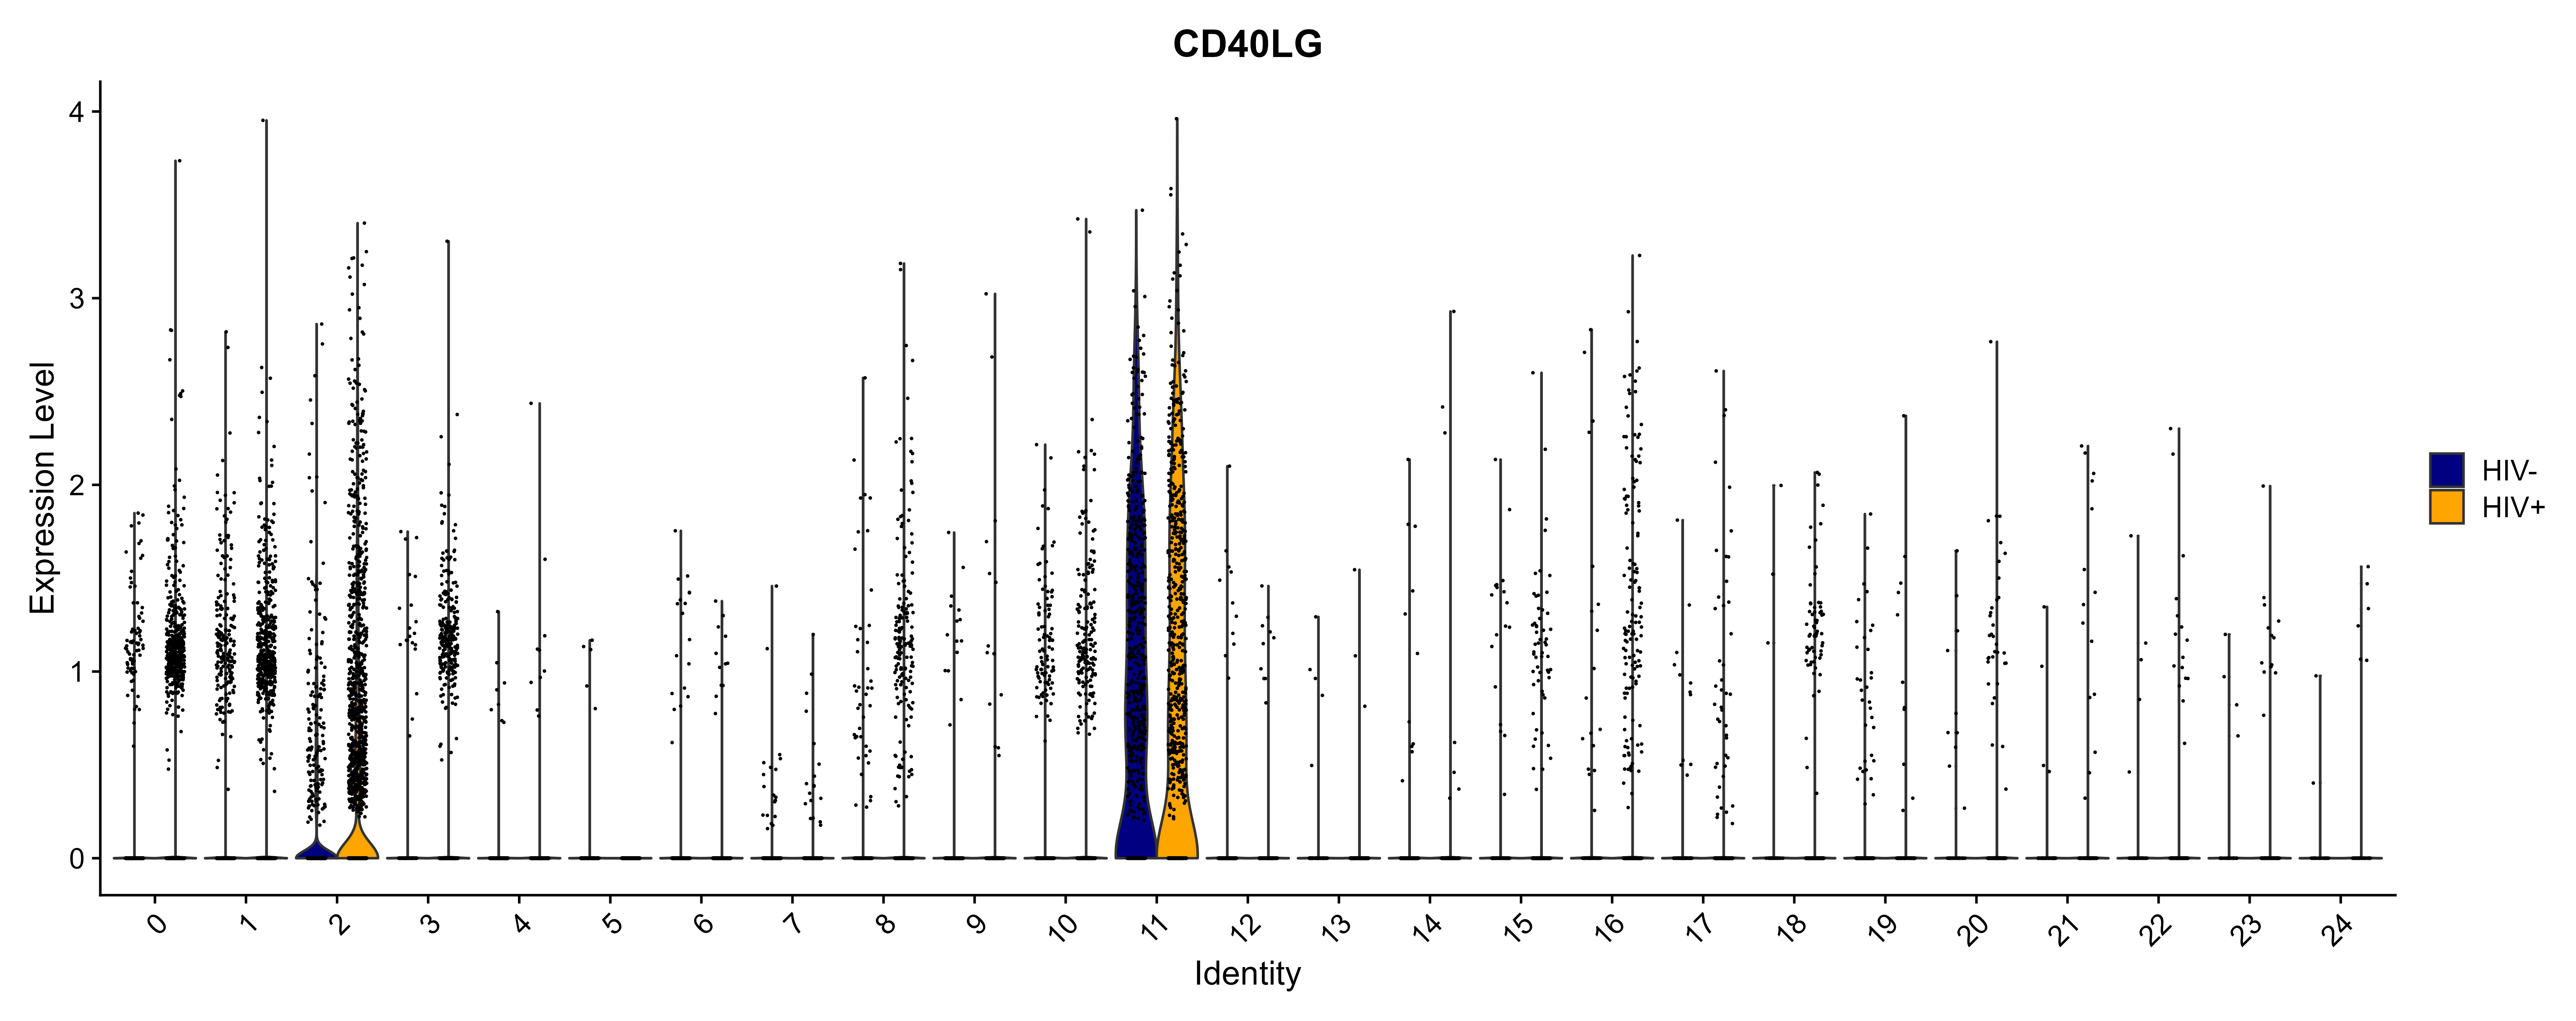 CD40LG
Expression Level
4
3
2
1
0
0 1 2 3 4 5 6 7 8 9 10 11 12 13 14 15 16 17 18 19 20 21 22 23 24
Identity
HIV-
HIV+